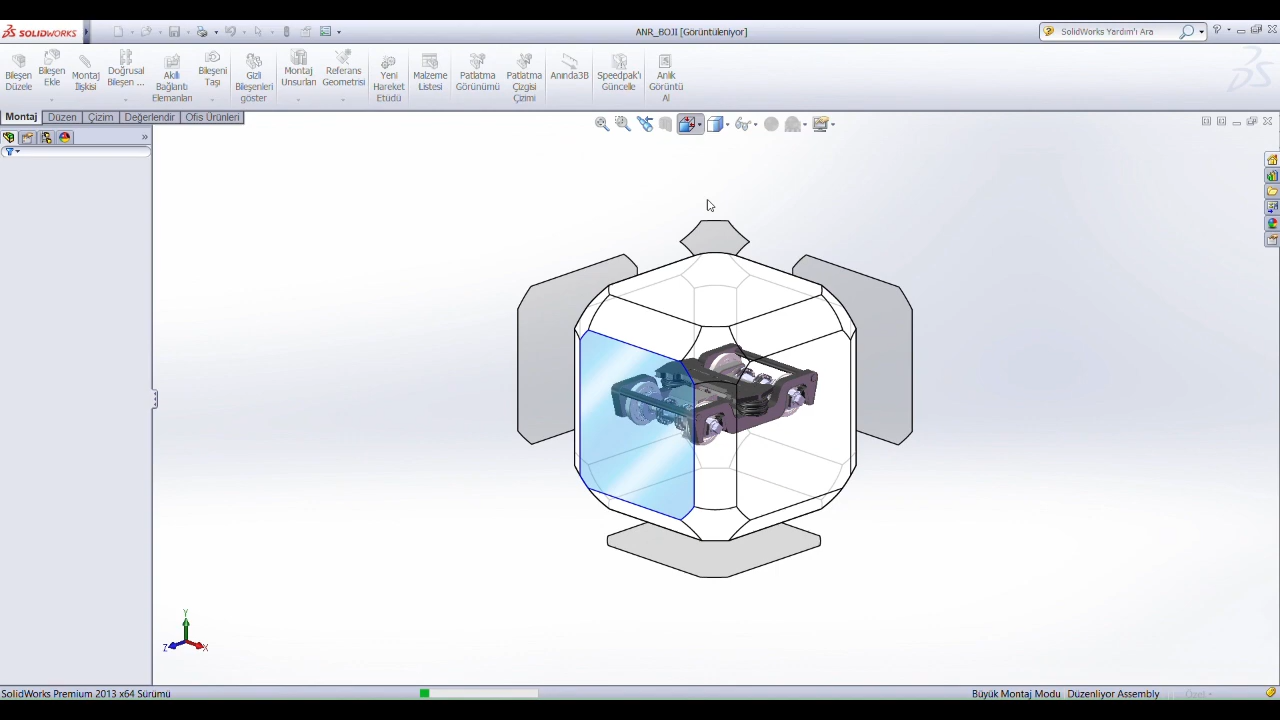 SOLIDWORKS
ANR_BOJI [Görüntüleniyor]
SolidWorks Yardım'ı Ara
Bileşen Düzele
Bileşen Ekle
Montaj İlişkisi
Doğrusal Bileşen ...
Akıllı Bağlantı Elemanları
Bileşeni Taşı
Gizli Bileşenleri göster
Montaj Unsurları
Referans Geometrisi
Yeni Hareket Etüdü
Malzeme Listesi
Patlatma Görünümü
Patlatma Çizgisi Çizimi
Anında3B
Speedpak'i Güncelle
Anlık Görüntü Al
Montaj Düzen Çizim Değerlendir Ofis Ürünleri
Y
Z X
SolidWorks Premium 2013 x64 Sürümü
Büyük Montaj Modu Düzenliyor Assembly Özel